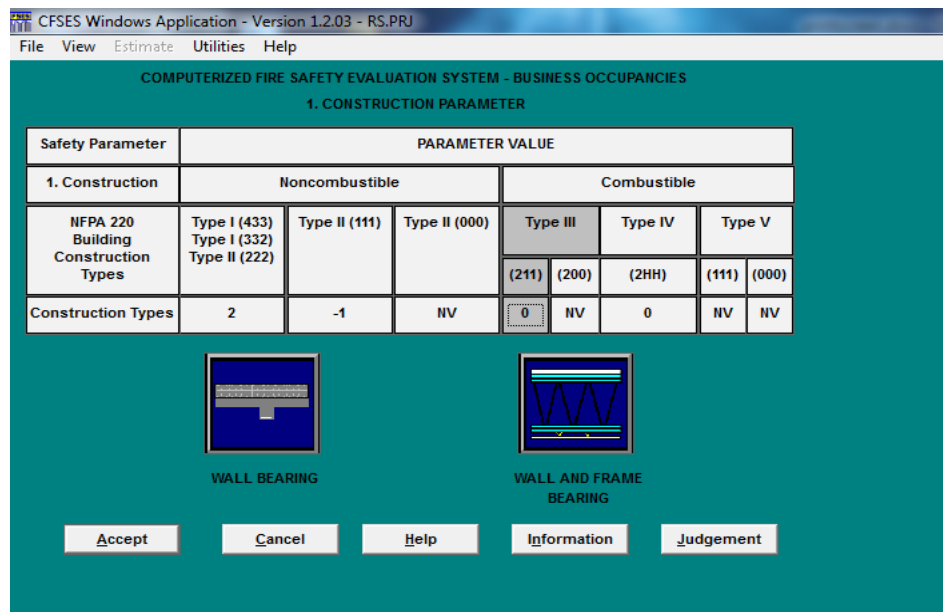 CFSES Windows Application - Version 1.2.03 - RS.PRJ
File View Estimate Utilities Help
COMPUTERIZED FIRE SAFETY EVALUATION SYSTEM - BUSINESS OCCUPANCIES
1. CONSTRUCTION PARAMETER
Safety Parameter PARAMETER VALUE
1. Construction Noncombustible Combustible
NFPA 220 Type I (433) Type II (111) Type II (000) Type III Type IV Type V
Building Type I (332)
Construction Type II (222)
Types (211) (200) (2HH) (111) (000)
Construction Types 2 -1 NV 0 NV 0 NV NV
WALL BEARING WALL AND FRAME
BEARING
Accept Cancel Help Information Judgement